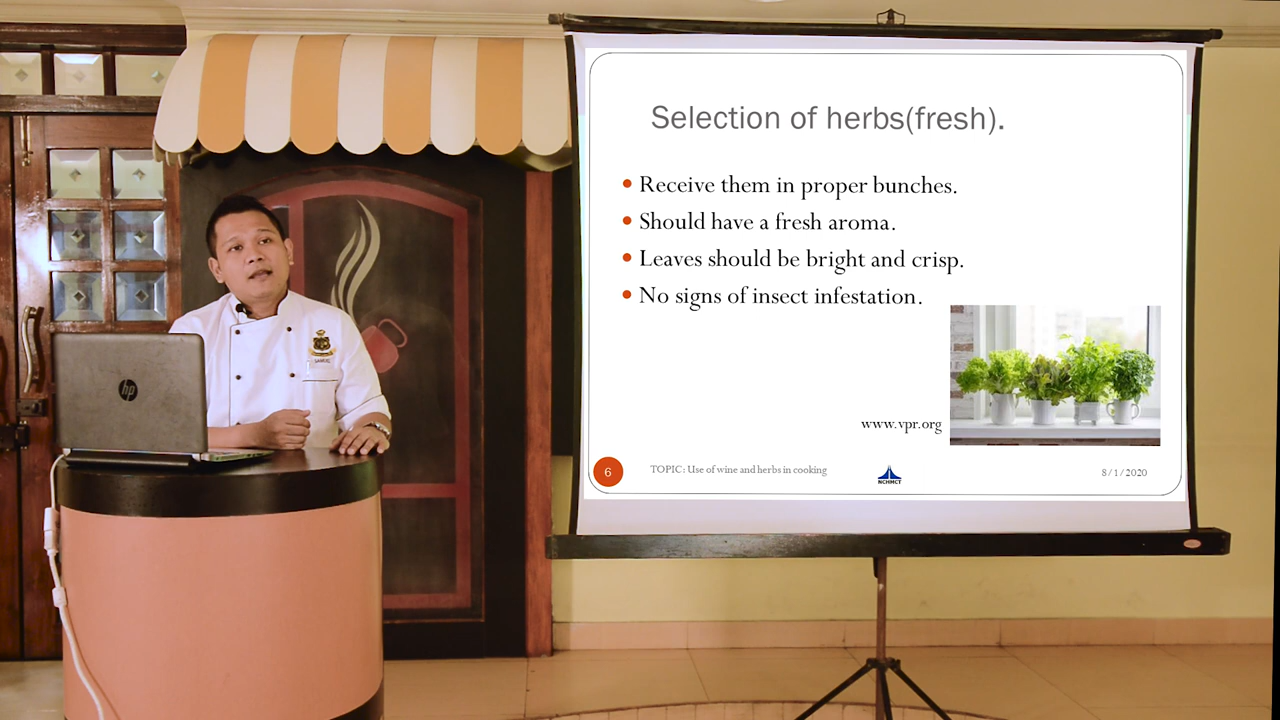 Selection of herbs(fresh).
Receive them in proper bunches.
Should have a fresh aroma.
Leaves should be bright and crisp.
No signs of insect infestation.
www.vpr.org
6
TOPIC: Use of wine and herbs in cooking
NCHMCT
8/1/2020
hp
SAMUEL